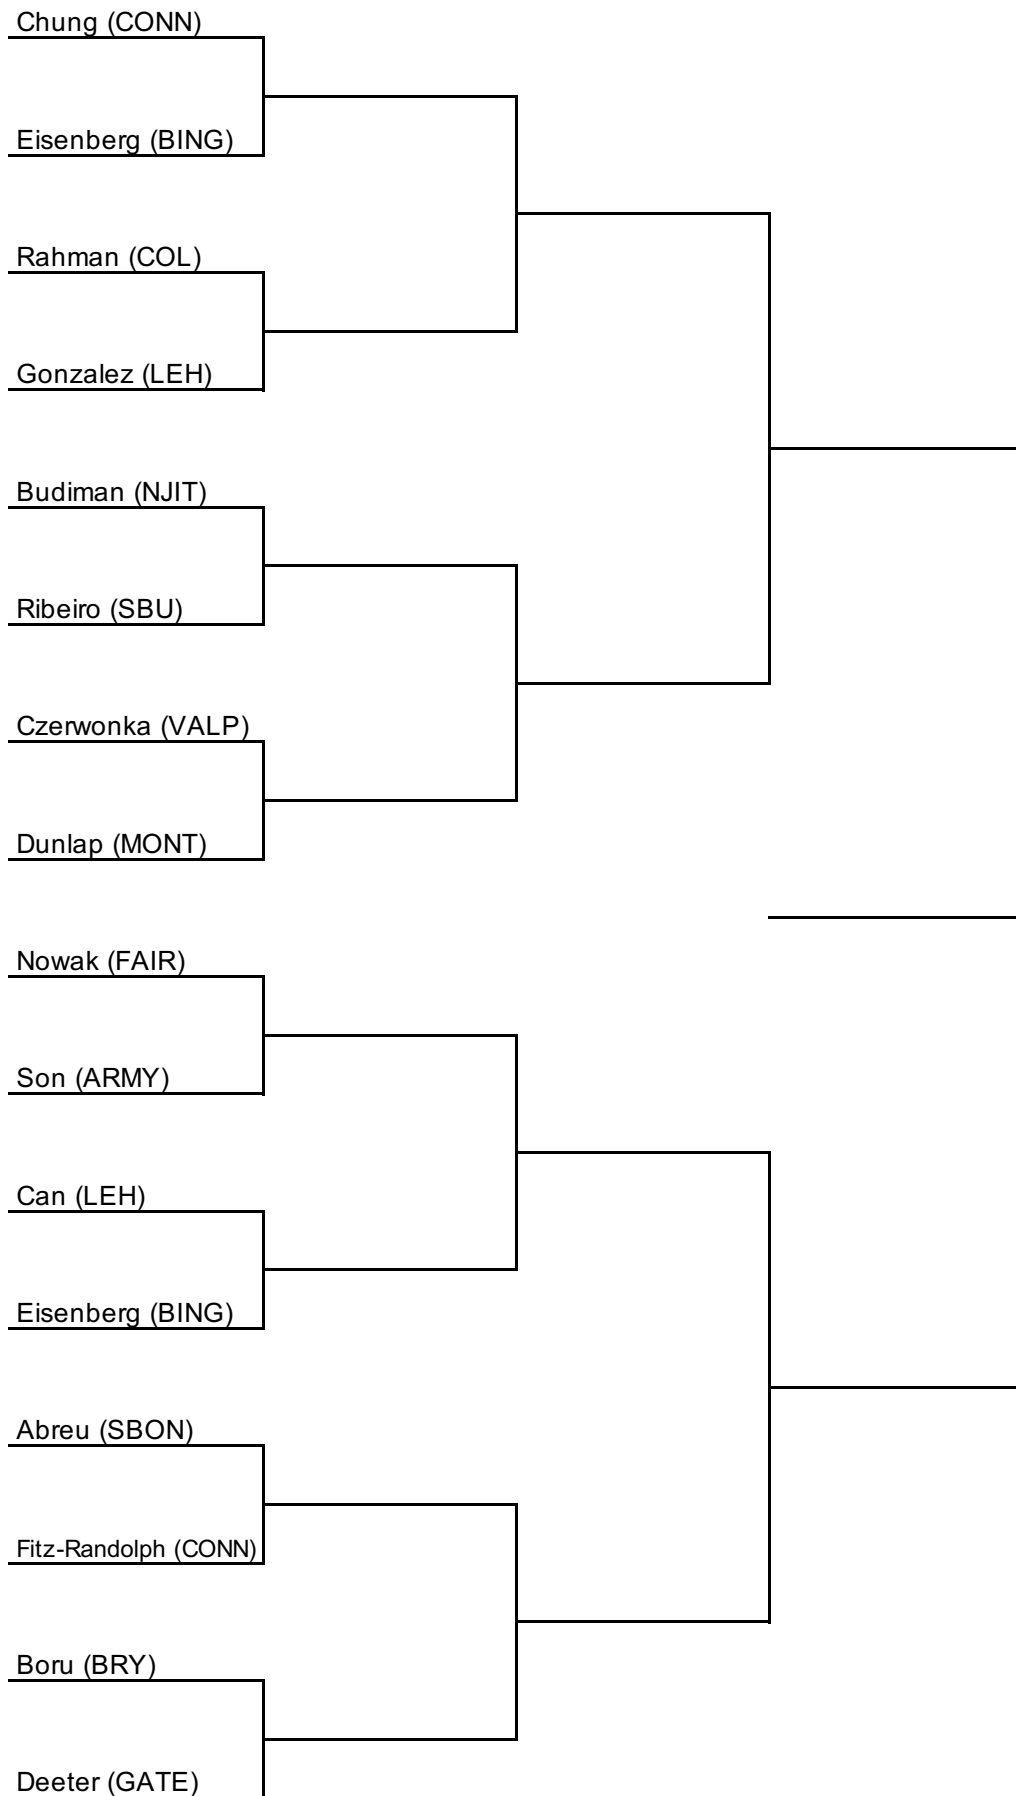 Chung (CONN)
Eisenberg (BING)
Rahman (COL)
Gonzalez (LEH)
Budiman (NJIT)
Ribeiro (SBU)
Czerwonka (VALP)
Dunlap (MONT)
Nowak (FAIR)
Son (ARMY)
Can (LEH)
Eisenberg (BING)
Abreu (SBON)
Fitz-Randolph (CONN)
Boru (BRY)
Deeter (GATE)